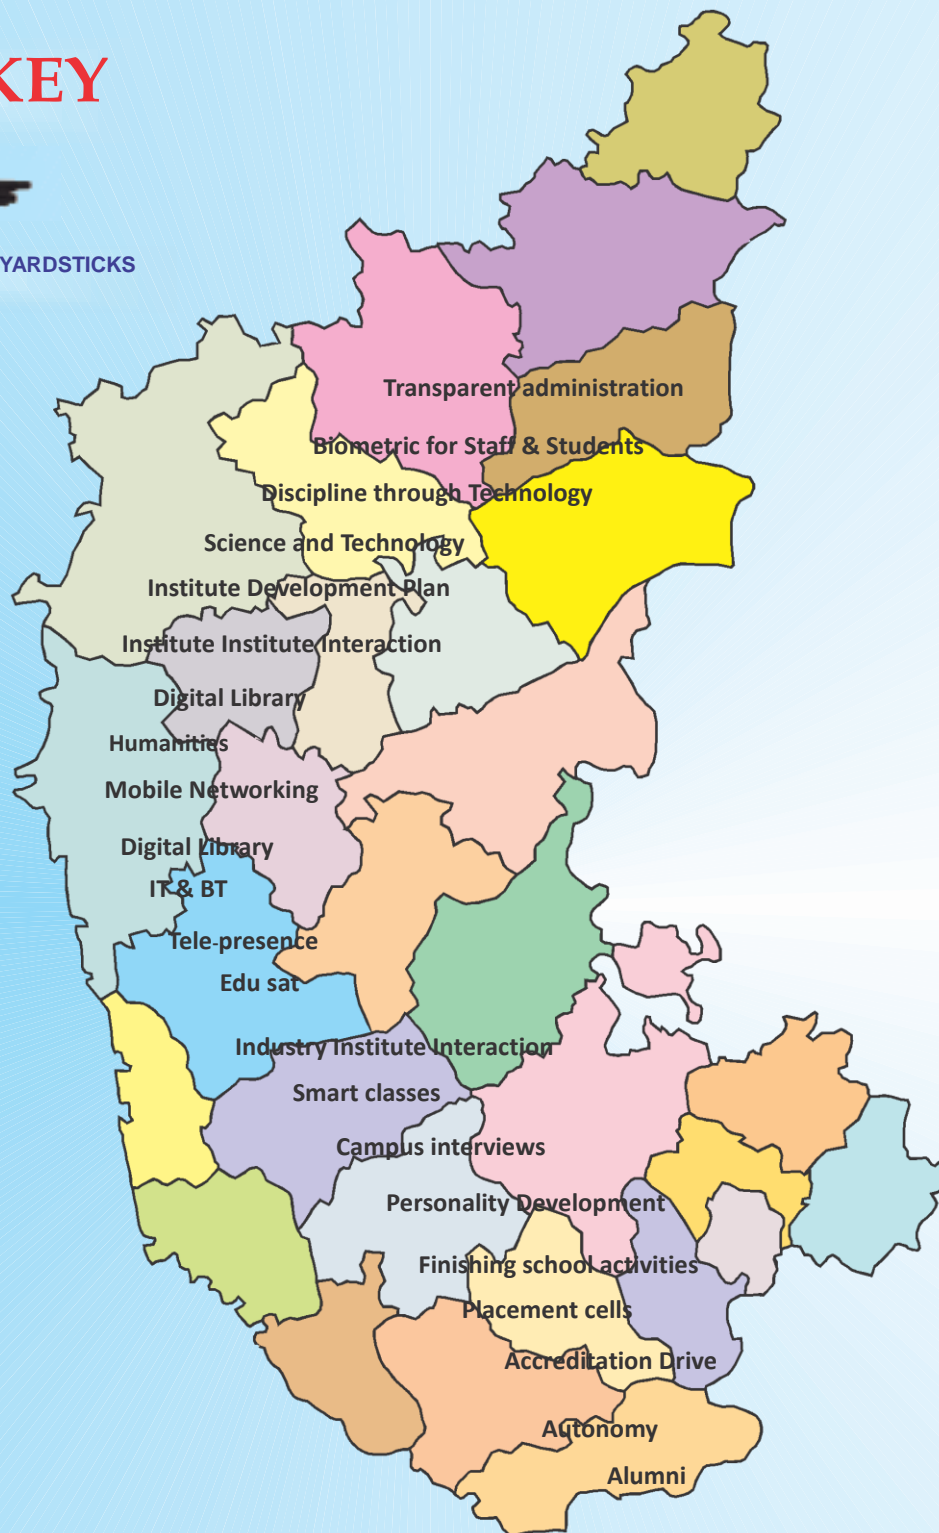 KEY
YARDSTICKS
Transparent administration
Biometric for Staff & Students
Discipline through Technology
Science and Technology
Institute Development Plan
Institute Institute Interaction
Digital Library
Humanities
Mobile Networking
Digital Library
IT & BT
Tele-presence
Edu sat
Industry Institute Interaction
Smart classes
Campus interviews
Personality Development
Finishing school activities
Placement cells
Accreditation Drive
Autonomy
Alumni